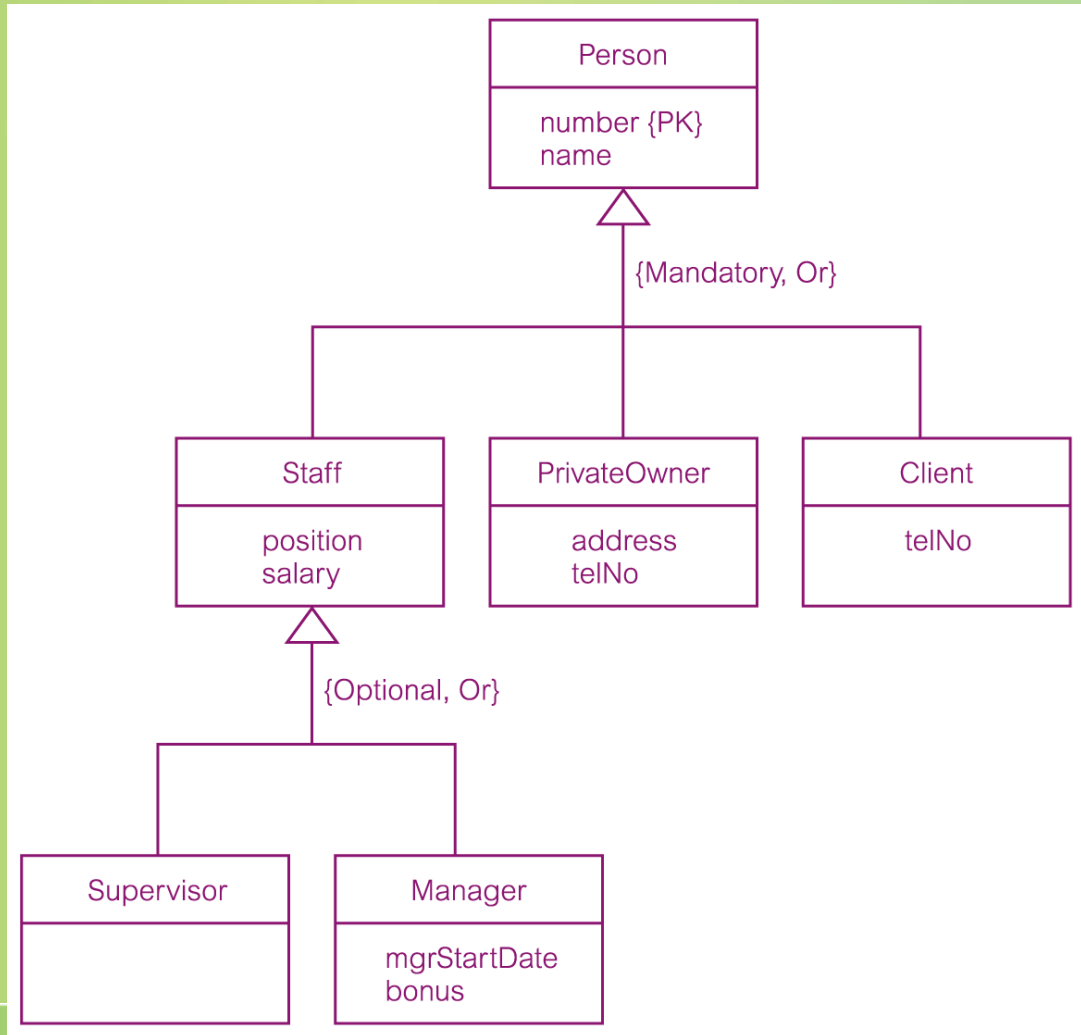 Person
number {PK}
name
{Mandatory, Or}
Staff
position
salary
PrivateOwner
address
telNo
Client
telNo
{Optional, Or}
Supervisor
Manager
mgrStartDate
bonus